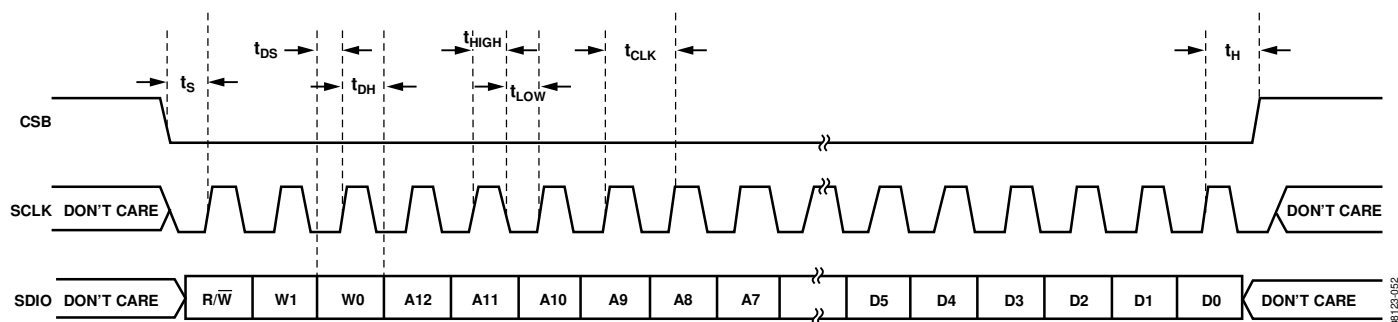 tDS tHIGH tCLK tH
tS tDH tLOW
CSB
SCLK DON'T CARE DON'T CARE
SDIO DON'T CARE R/W̅ W1 W0 A12 A11 A10 A9 A8 A7 D5 D4 D3 D2 D1 D0 DON'T CARE
08123-052